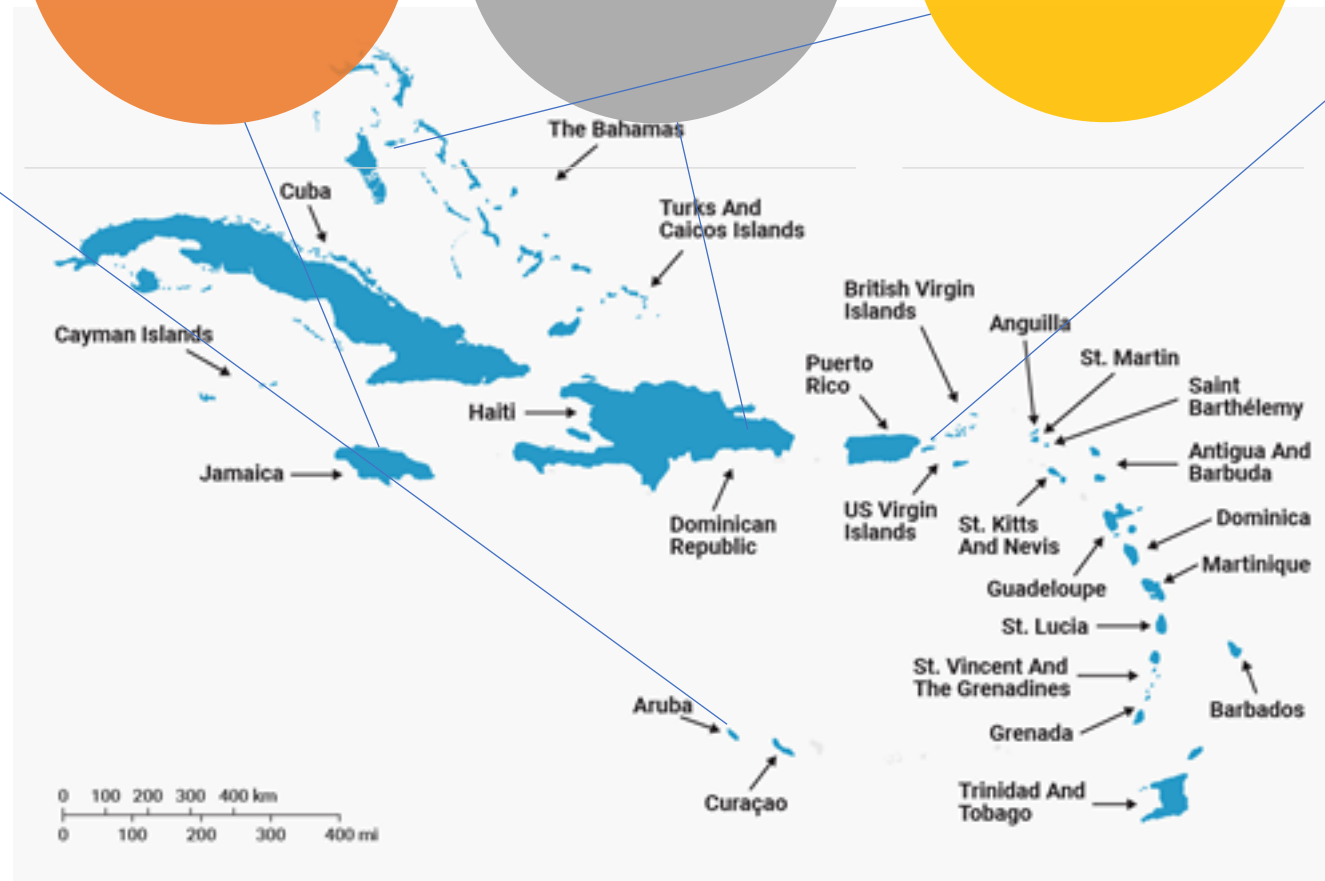 The Bahamas
Cuba
Turks And
Caicos Islands
British Virgin
Islands
Anguilla
Cayman Islands
St. Martin
Puerto
Rico
Saint
Barthélemy
Haiti
Antigua And
Barbuda
Jamaica
US Virgin
Islands
St. Kitts
And Nevis
Dominica
Dominican
Republic
Martinique
Guadeloupe
St. Lucia
St. Vincent And
The Grenadines
Aruba
Barbados
Grenada
Curaçao
Trinidad And
Tobago
0 100 200 300 400 km
0 100 200 300 400 mi